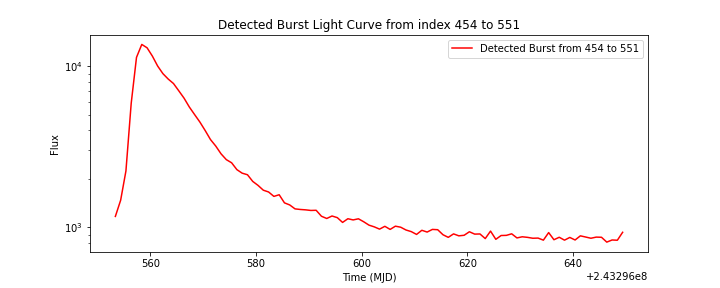 Detected Burst Light Curve from index 454 to 551
Detected Burst from 454 to 551
10⁴
10³
Flux
560
580
600
620
640
Time (MJD)
+2.43296e8